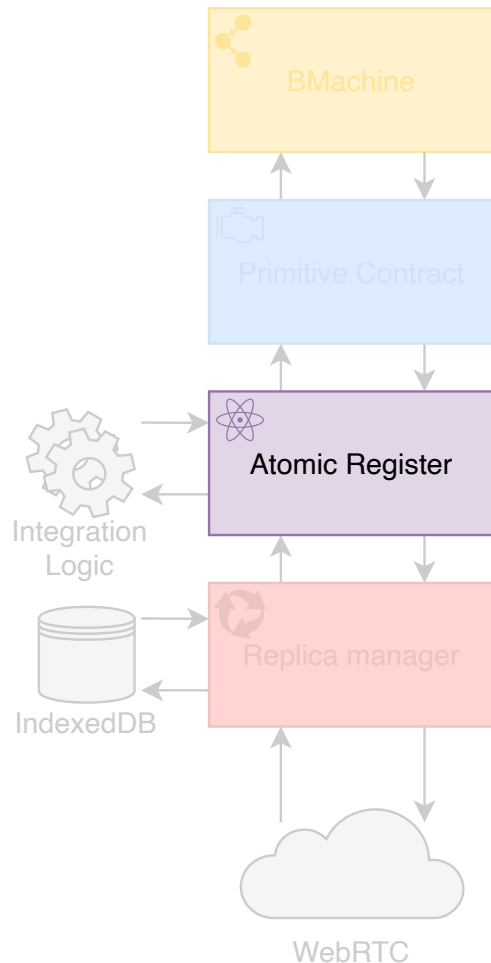 BMachine
Primitive Contract
Atomic Register
Integration
Logic
Replica manager
IndexedDB
WebRTC